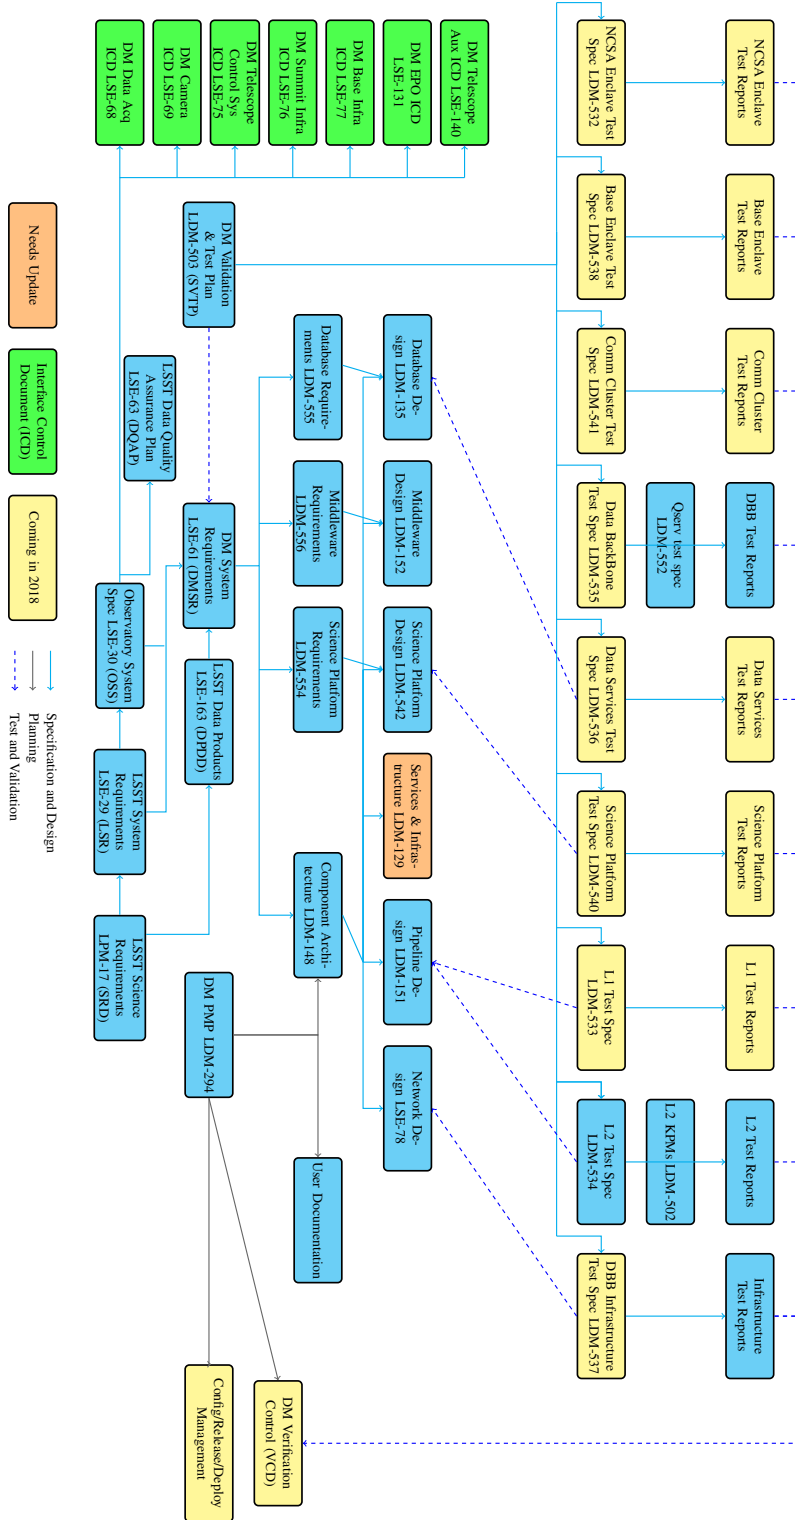 LSST Science
Requirements
LPM-17 (SRD)
LSST System
Requirements
LSE-29 (LSR)
Observatory System
Spec LSE-30 (OSS)
LSST Data Quality
Assurance Plan
LSE-63 (DQAP)
LSST Data Products
LSE-163 (DPDD)
DM System
Requirements
LSE-61 (DMSR)
DM Validation
& Test Plan
LDM-503 (SVTP)
DM PMP LDM-294
Config/Release/Deploy
Management
DM Verification
Control (VCD)
User Documentation
DM Data Acq
ICD LSE-68
DM Camera
ICD LSE-69
DM Telescope
Control Sys
ICD LSE-75
DM Summit Infra
ICD LSE-76
DM Base Infra
ICD LSE-77
DM EPO ICD
LSE-131
DM Telescope
Aux ICD LSE-140
Database Require-
ments LDM-555
Middleware
Requirements
LDM-556
Science Platform
Requirements
LDM-554
Component Archi-
tecture LDM-148
Database De-
sign LDM-135
Middleware
Design LDM-152
Science Platform
Design LDM-542
Services & Infras-
tructure LDM-129
Pipeline De-
sign LDM-151
Network De-
sign LSE-78
NCSA Enclave Test
Spec LDM-532
Base Enclave Test
Spec LDM-538
Comm Cluster Test
Spec LDM-541
Data BackBone
Test Spec LDM-535
Data Services Test
Spec LDM-536
Science Platform
Test Spec LDM-540
L1 Test Spec
LDM-533
L2 Test Spec
LDM-534
DBB Infrastructure
Test Spec LDM-537
Qserv test spec
LDM-552
L2 KPMs LDM-502
NCSA Enclave
Test Reports
Base Enclave
Test Reports
Comm Cluster
Test Reports
DBB Test Reports
Data Services
Test Reports
Science Platform
Test Reports
L1 Test Reports
L2 Test Reports
Infrastructure
Test Reports
Needs Update
Interface Control
Document (ICD)
Coming in 2018
Specification and Design
Planning
Test and Validation